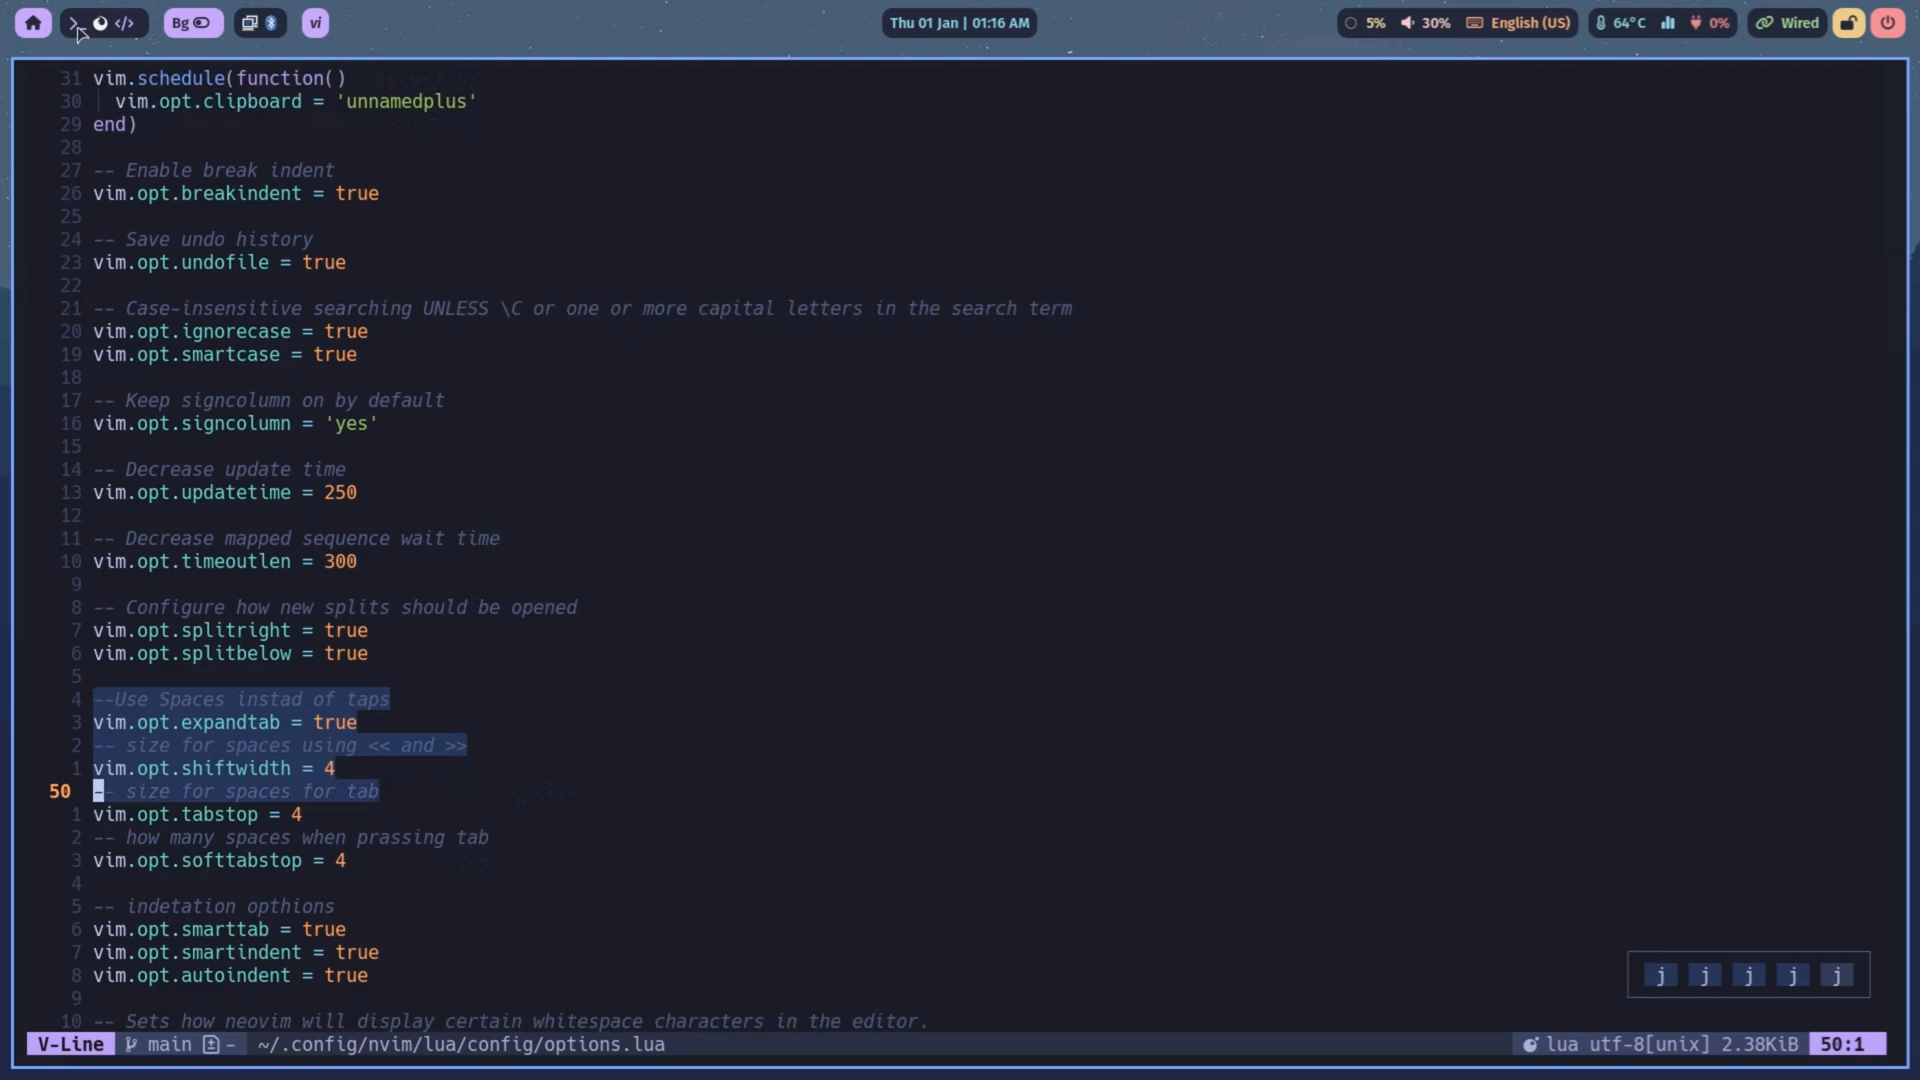 >_ </> Bg vi Thu 01 Jan | 01:16 AM 5% 30% English (US) 64°C 0% Wired
31 vim.schedule(function()
30 vim.opt.clipboard = 'unnamedplus'
29 end)
28
27 -- Enable break indent
26 vim.opt.breakindent = true
25
24 -- Save undo history
23 vim.opt.undofile = true
22
21 -- Case-insensitive searching UNLESS \C or one or more capital letters in the search term
20 vim.opt.ignorecase = true
19 vim.opt.smartcase = true
18
17 -- Keep signcolumn on by default
16 vim.opt.signcolumn = 'yes'
15
14 -- Decrease update time
13 vim.opt.updatetime = 250
12
11 -- Decrease mapped sequence wait time
10 vim.opt.timeoutlen = 300
9
8 -- Configure how new splits should be opened
7 vim.opt.splitright = true
6 vim.opt.splitbelow = true
5
4 --Use Spaces instad of taps
3 vim.opt.expandtab = true
2 -- size for spaces using << and >>
1 vim.opt.shiftwidth = 4
50 -- size for spaces for tab
1 vim.opt.tabstop = 4
2 -- how many spaces when prassing tab
3 vim.opt.softtabstop = 4
4
5 -- indetation opthions
6 vim.opt.smarttab = true
7 vim.opt.smartindent = true
8 vim.opt.autoindent = true
9
10 -- Sets how neovim will display certain whitespace characters in the editor.
j j j j j
V-Line main - ~/.config/nvim/lua/config/options.lua lua utf-8[unix] 2.38KiB 50:1